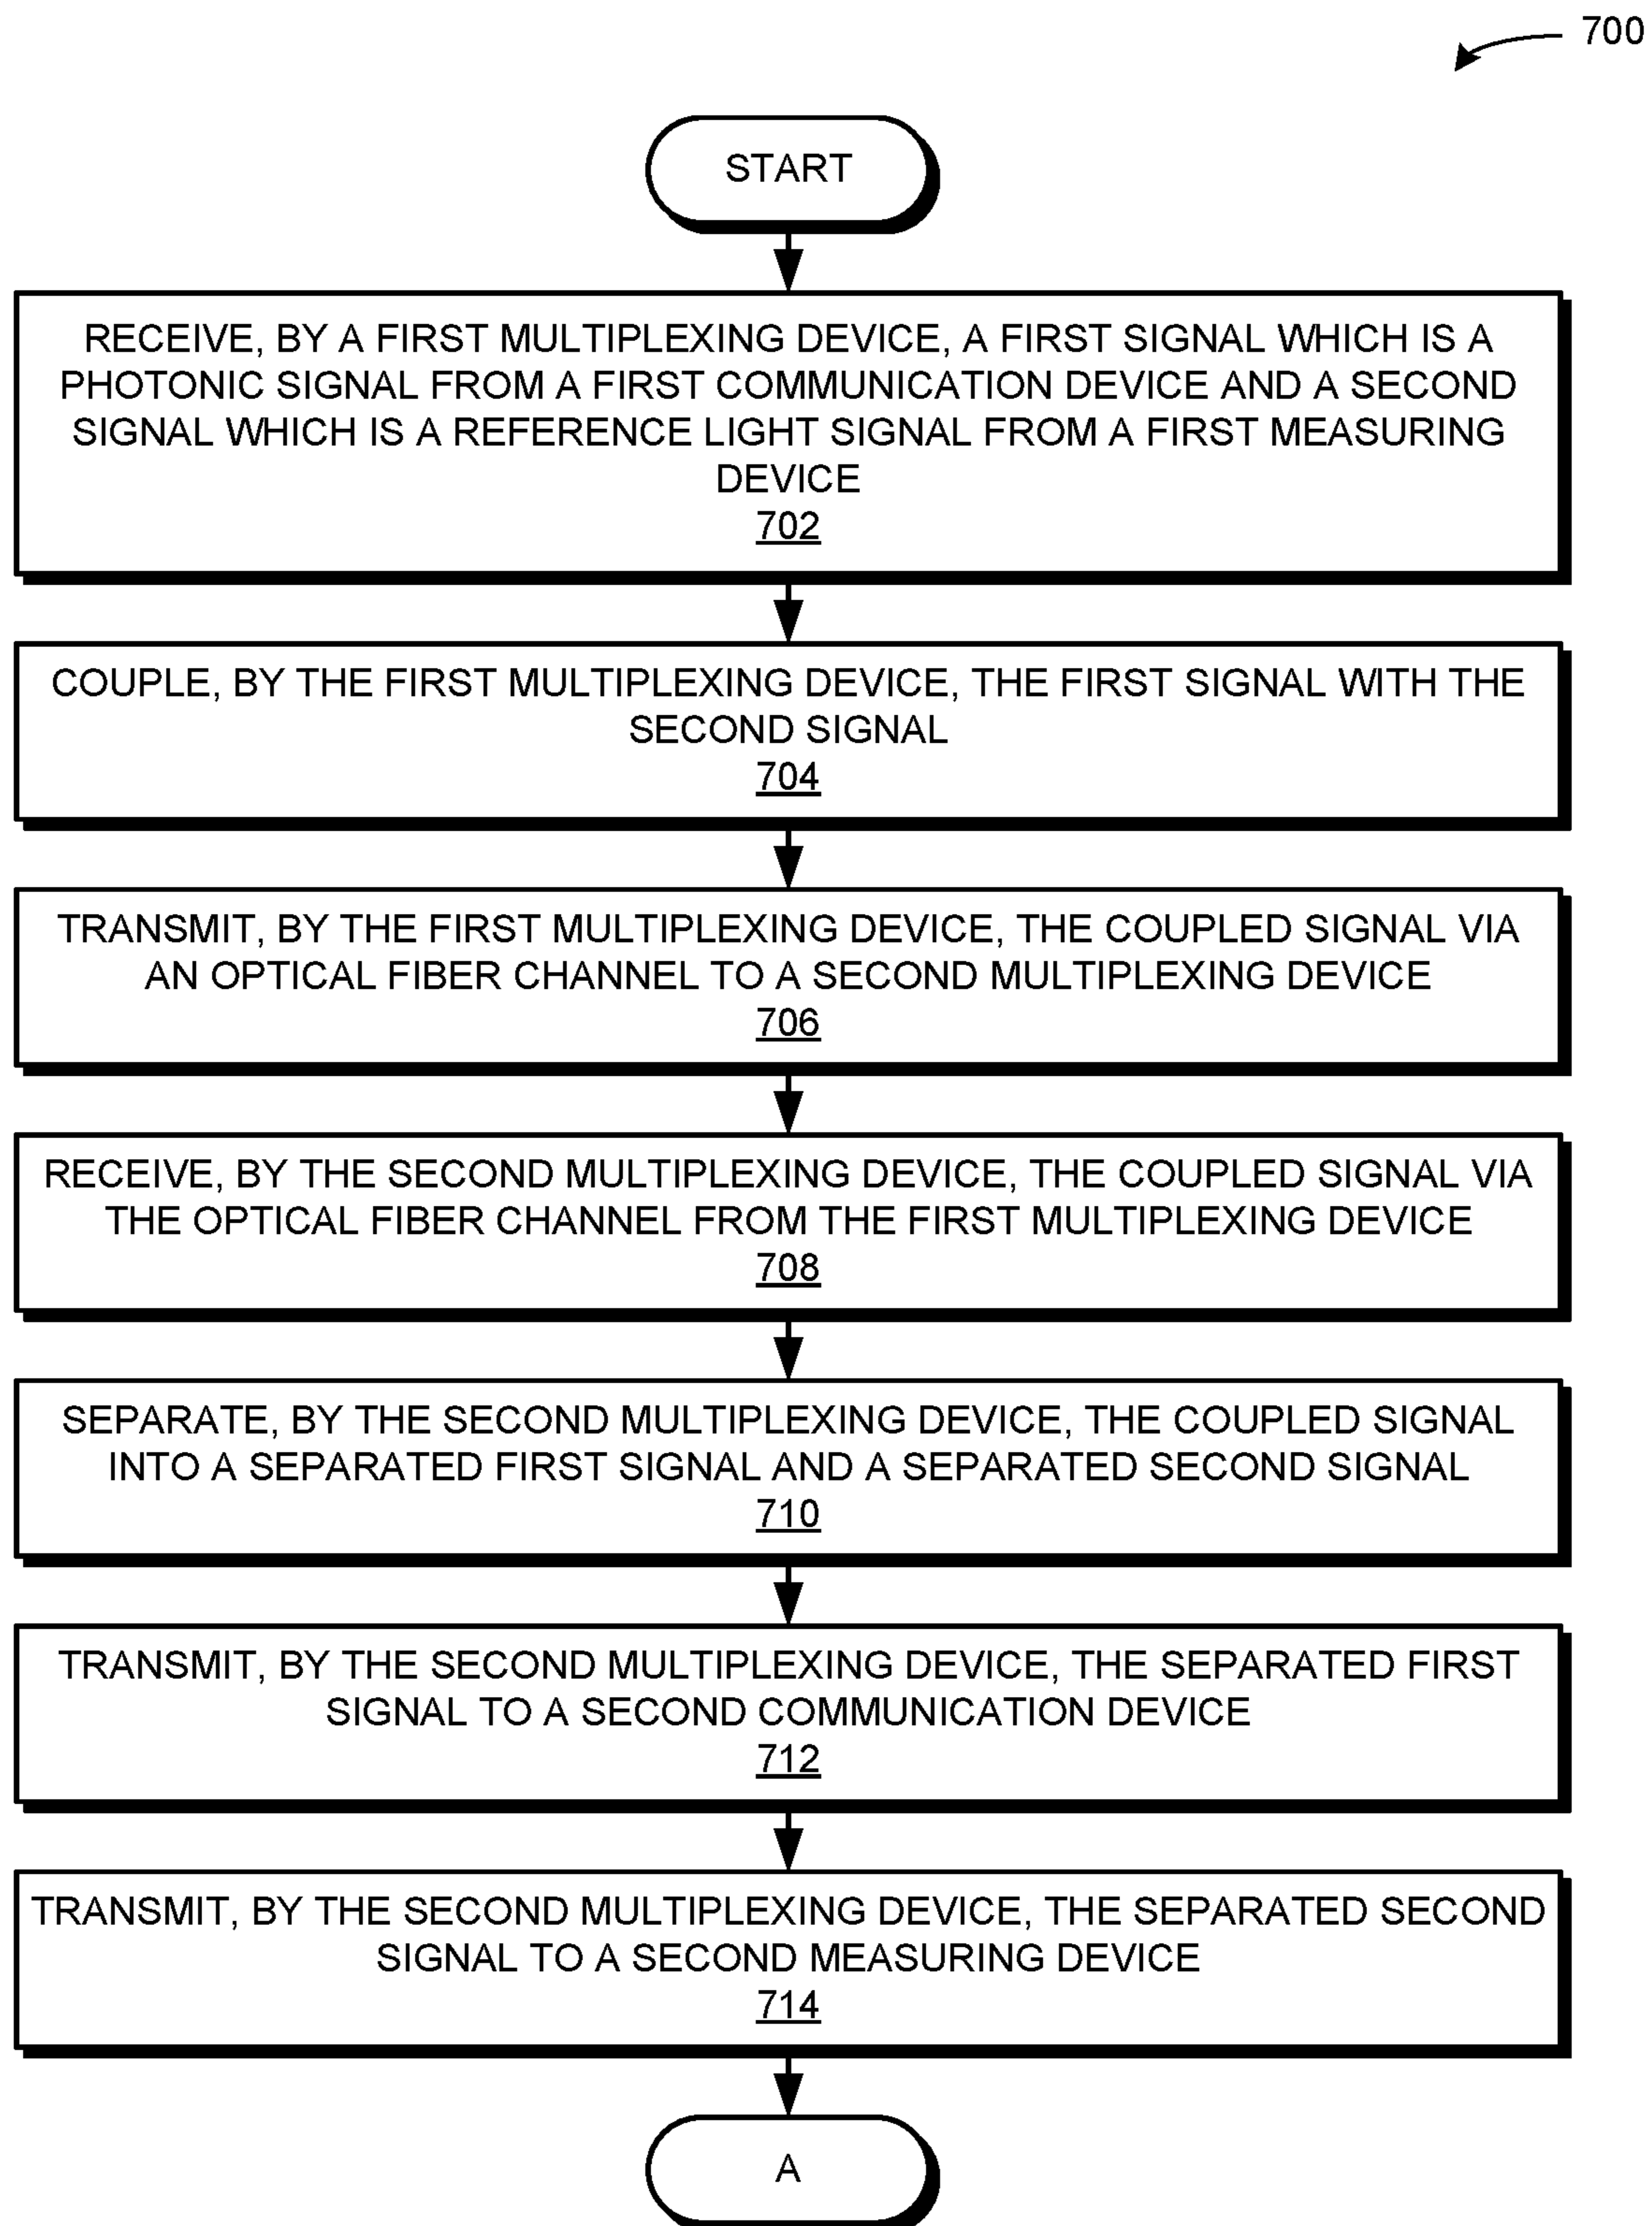 700
START
RECEIVE, BY A FIRST MULTIPLEXING DEVICE, A FIRST SIGNAL WHICH IS A
PHOTONIC SIGNAL FROM A FIRST COMMUNICATION DEVICE AND A SECOND
SIGNAL WHICH IS A REFERENCE LIGHT SIGNAL FROM A FIRST MEASURING
DEVICE
702
COUPLE, BY THE FIRST MULTIPLEXING DEVICE, THE FIRST SIGNAL WITH THE
SECOND SIGNAL
704
TRANSMIT, BY THE FIRST MULTIPLEXING DEVICE, THE COUPLED SIGNAL VIA
AN OPTICAL FIBER CHANNEL TO A SECOND MULTIPLEXING DEVICE
706
RECEIVE, BY THE SECOND MULTIPLEXING DEVICE, THE COUPLED SIGNAL VIA
THE OPTICAL FIBER CHANNEL FROM THE FIRST MULTIPLEXING DEVICE
708
SEPARATE, BY THE SECOND MULTIPLEXING DEVICE, THE COUPLED SIGNAL
INTO A SEPARATED FIRST SIGNAL AND A SEPARATED SECOND SIGNAL
710
TRANSMIT, BY THE SECOND MULTIPLEXING DEVICE, THE SEPARATED FIRST
SIGNAL TO A SECOND COMMUNICATION DEVICE
712
TRANSMIT, BY THE SECOND MULTIPLEXING DEVICE, THE SEPARATED SECOND
SIGNAL TO A SECOND MEASURING DEVICE
714
A